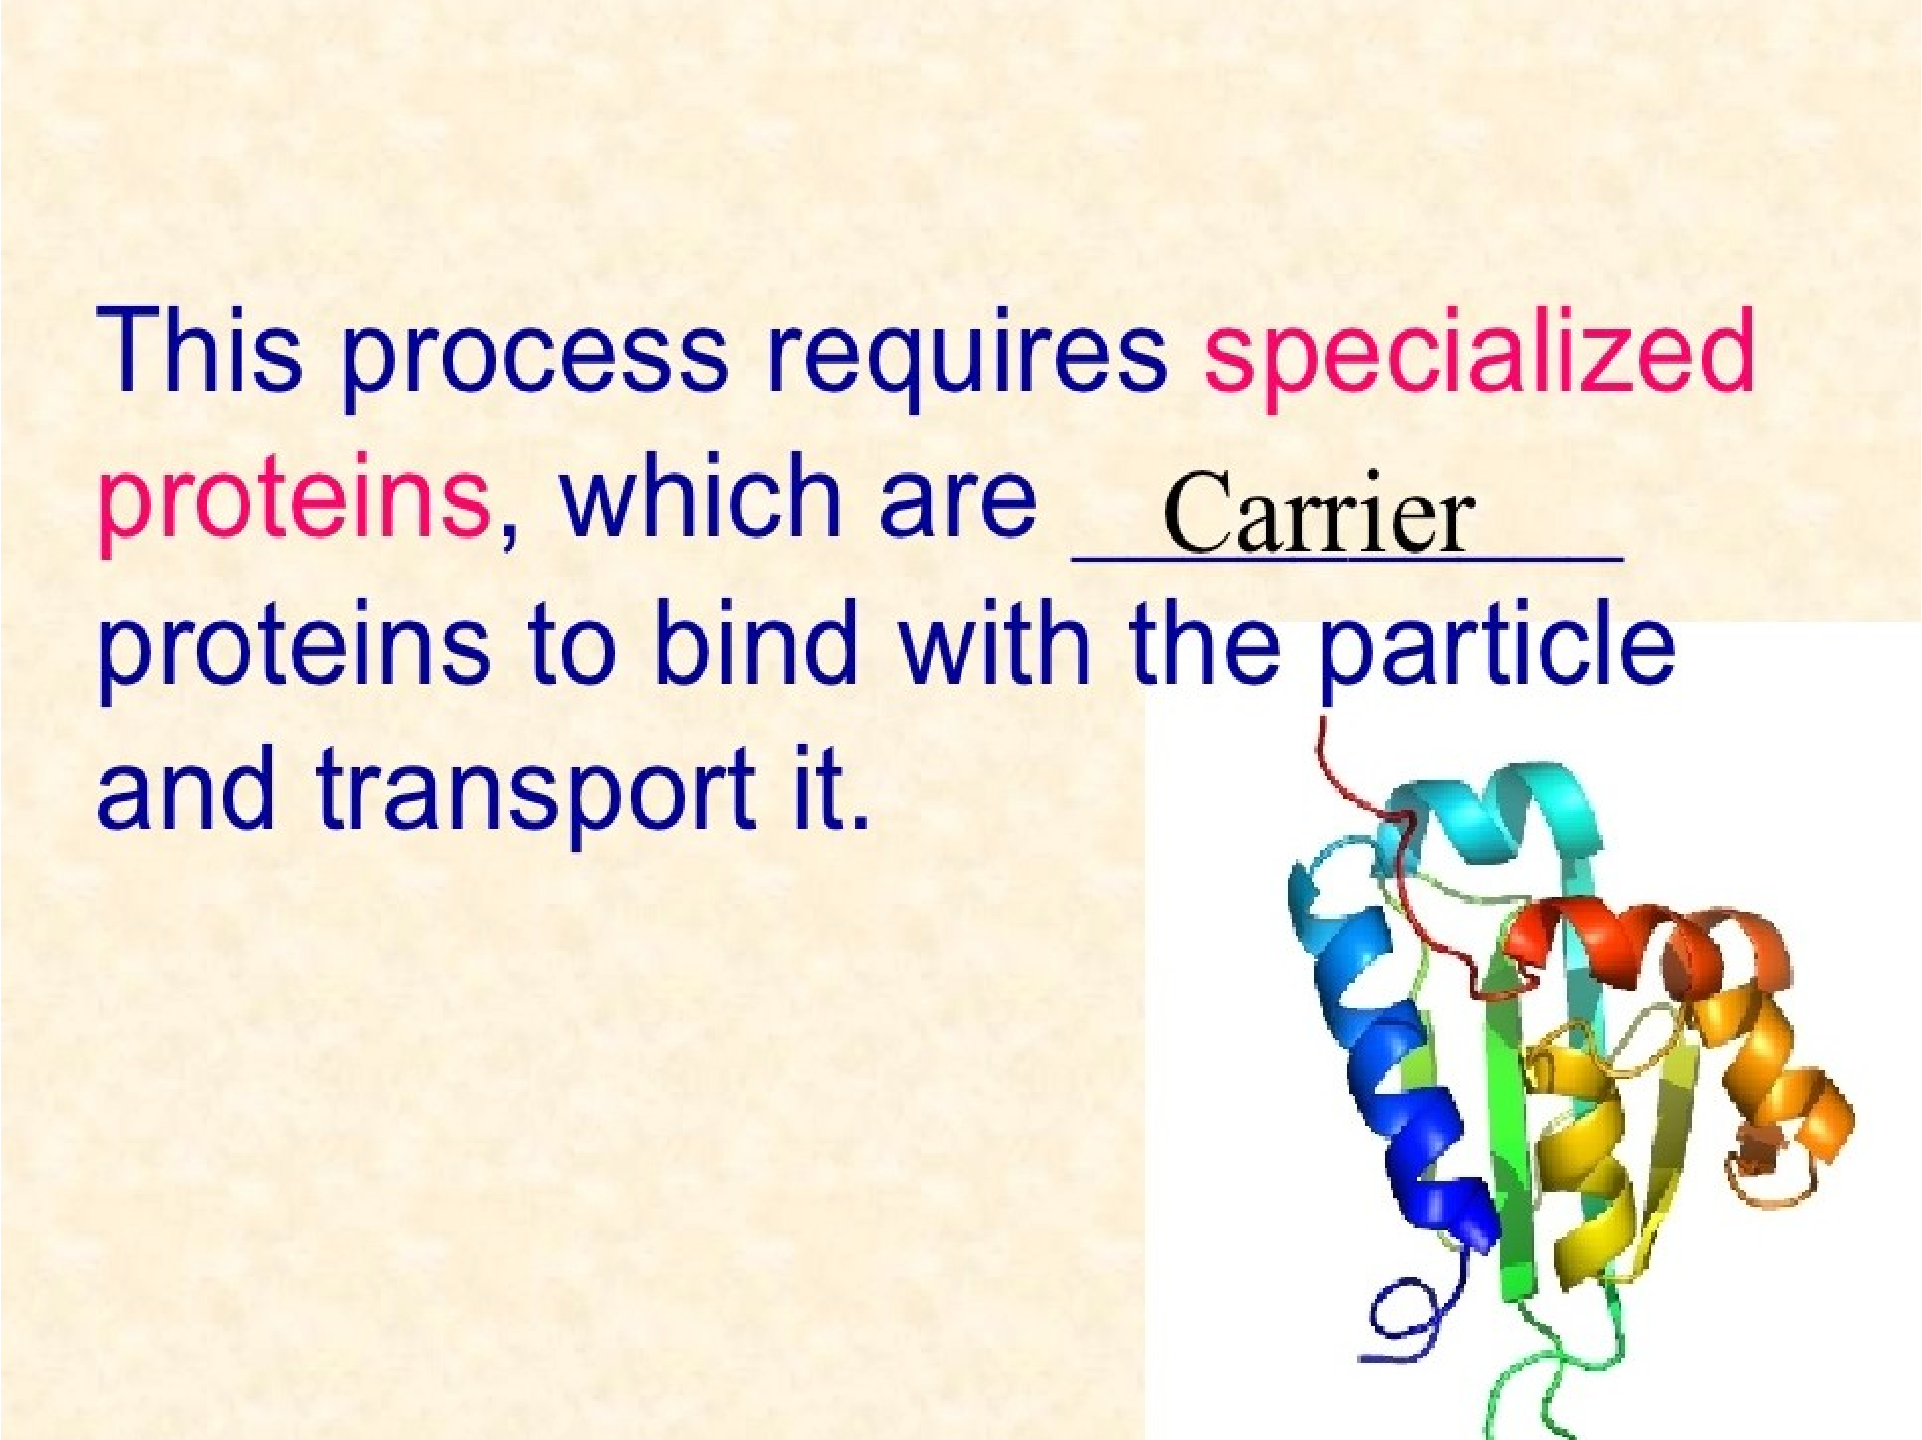 This process requires specialized
proteins, which are Carrier
proteins to bind with the particle
and transport it.